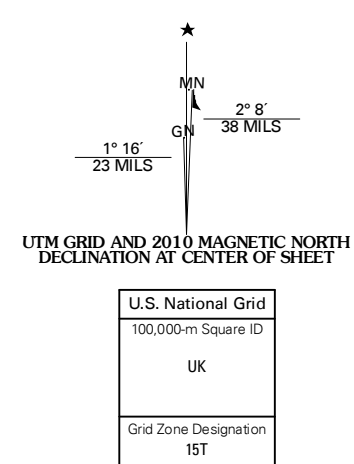 ★
MN
GN
2° 8´
38 MILS
1° 16´
23 MILS
UTM GRID AND 2010 MAGNETIC NORTH
DECLINATION AT CENTER OF SHEET
U.S. National Grid
100,000-m Square ID
UK
Grid Zone Designation
15T